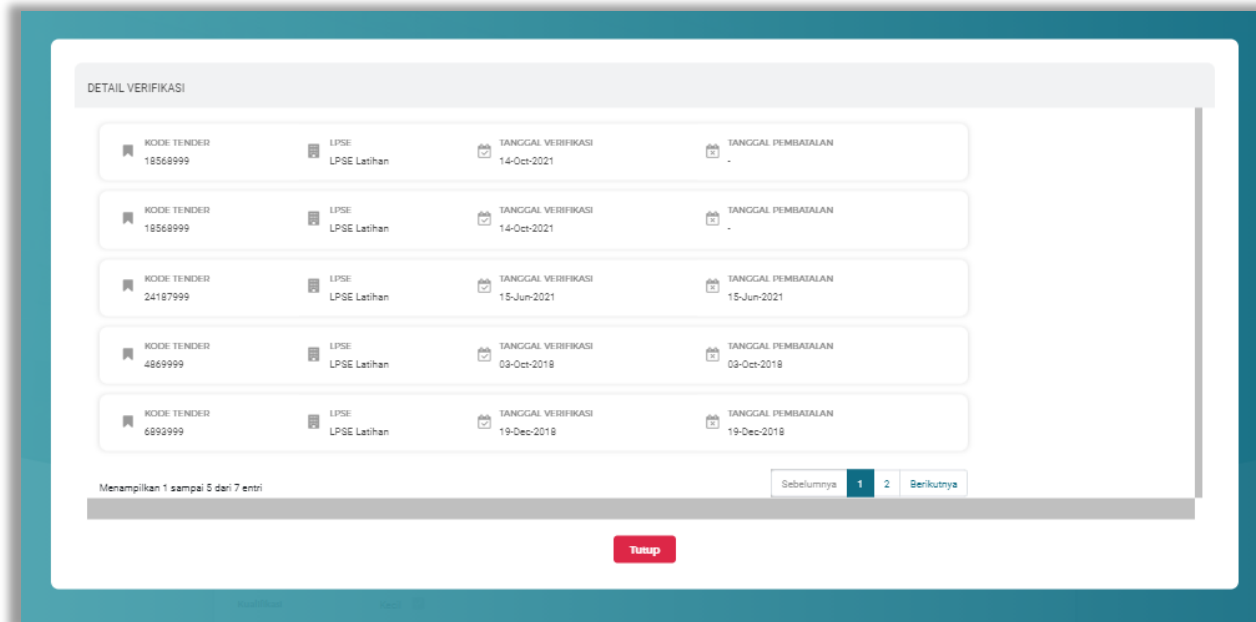 DETAIL VERIFIKASI
KODE TENDER LPSE TANGGAL VERIFIKASI TANGGAL PEMBATALAN
18568999 LPSE Latihan 14-Oct-2021 -
KODE TENDER LPSE TANGGAL VERIFIKASI TANGGAL PEMBATALAN
18568999 LPSE Latihan 14-Oct-2021 -
KODE TENDER LPSE TANGGAL VERIFIKASI TANGGAL PEMBATALAN
24187999 LPSE Latihan 15-Jun-2021 15-Jun-2021
KODE TENDER LPSE TANGGAL VERIFIKASI TANGGAL PEMBATALAN
4869999 LPSE Latihan 03-Oct-2018 03-Oct-2018
KODE TENDER LPSE TANGGAL VERIFIKASI TANGGAL PEMBATALAN
6893999 LPSE Latihan 19-Dec-2018 19-Dec-2018
Menampilkan 1 sampai 5 dari 7 entri Sebelumnya 1 2 Berikutnya
Tutup